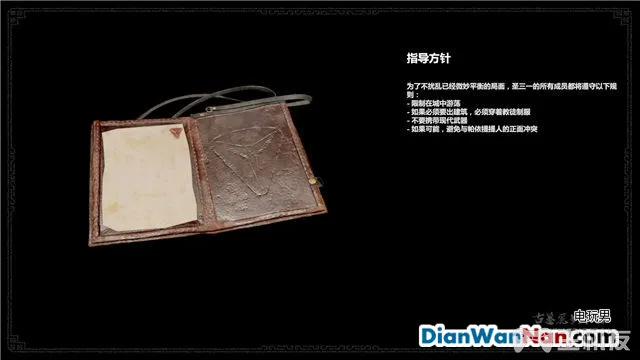 指导方针
为了不扰乱已经微妙平衡的局面，圣三一的所有成员都将遵守以下规
则：
- 限制在城中游荡
- 如果必须要出建筑，必须穿着教徒制服
- 不要携带现代武器
- 如果可能，避免与帕依提提人的正面冲突
电玩男
DianWanNan.com